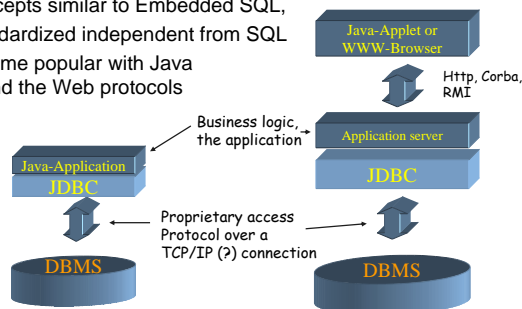 cepts similar to Embedded SQL,
dardized independent from SQL
me popular with Java
nd the Web protocols
Java-Applet or
WWW-Browser
Http, Corba,
RMI
Business logic,
the application
Application server
Java-Application
JDBC
JDBC
Proprietary access
Protocol over a
TCP/IP (?) connection
DBMS
DBMS